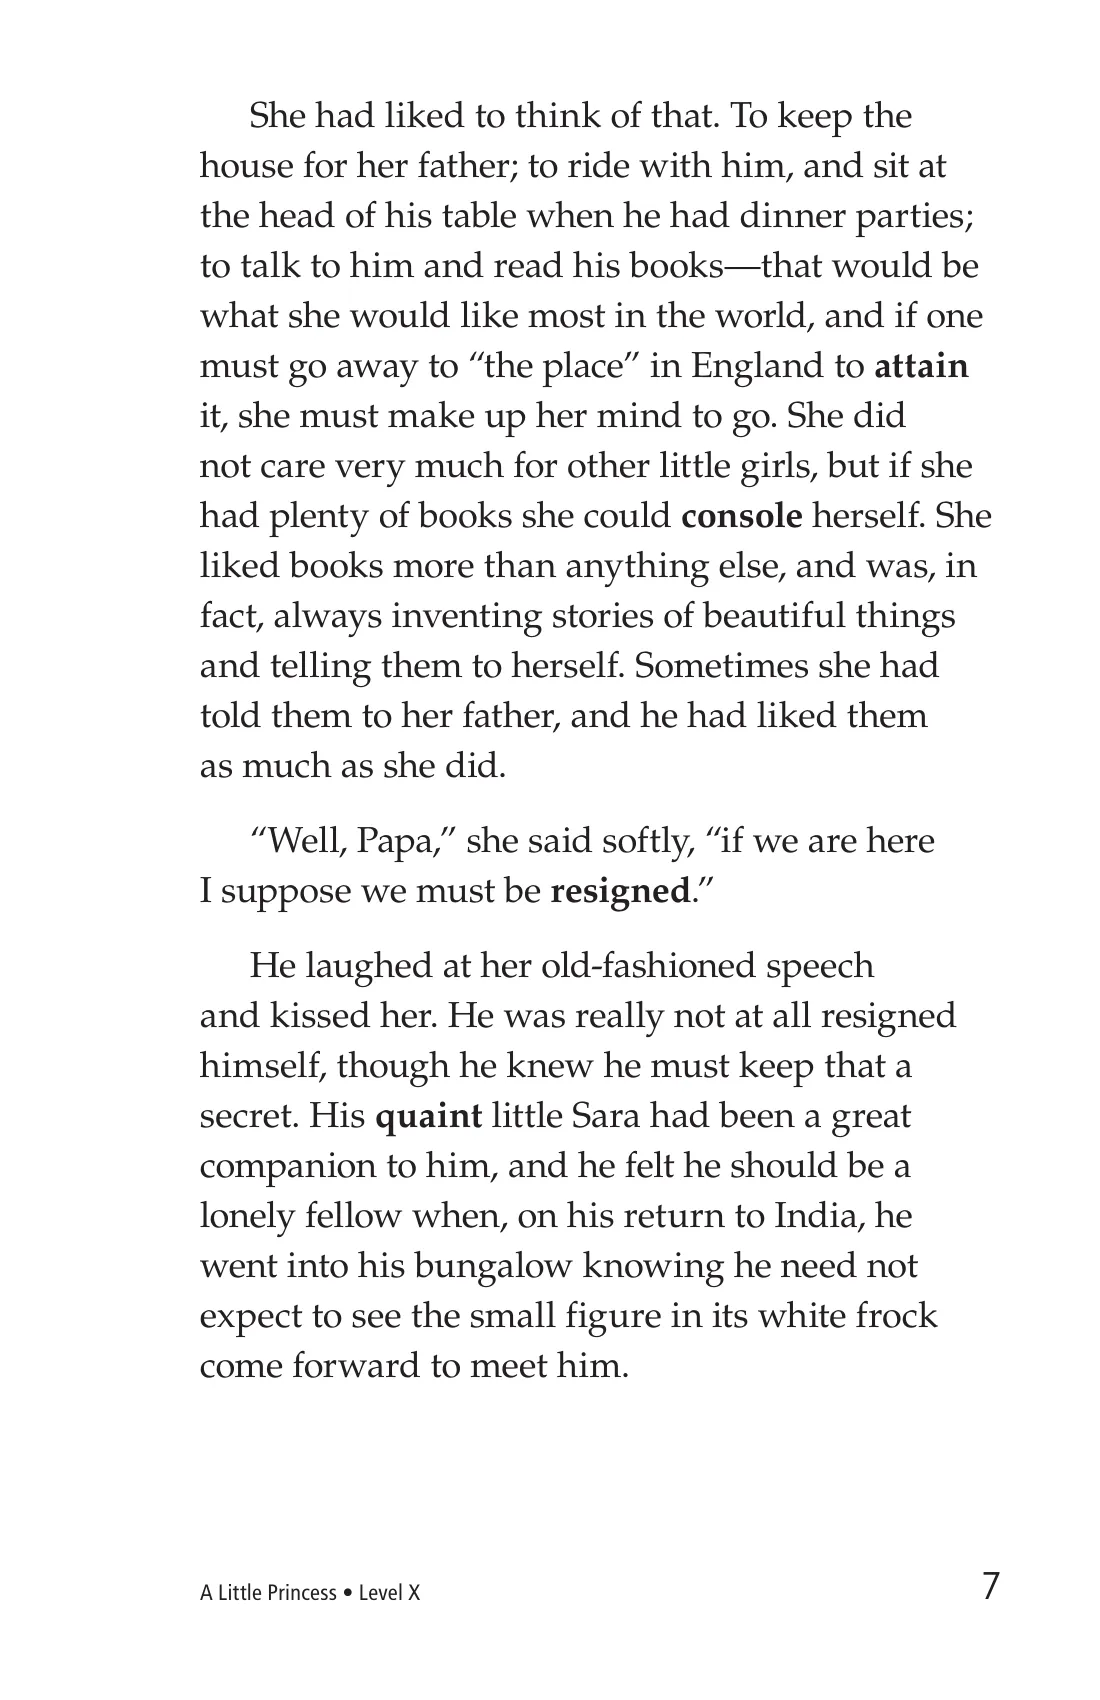 She had liked to think of that. To keep the
house for her father; to ride with him, and sit at
the head of his table when he had dinner parties;
to talk to him and read his books—that would be
what she would like most in the world, and if one
must go away to “the place” in England to attain
it, she must make up her mind to go. She did
not care very much for other little girls, but if she
had plenty of books she could console herself. She
liked books more than anything else, and was, in
fact, always inventing stories of beautiful things
and telling them to herself. Sometimes she had
told them to her father, and he had liked them
as much as she did.
“Well, Papa,” she said softly, “if we are here
I suppose we must be resigned.”
He laughed at her old-fashioned speech
and kissed her. He was really not at all resigned
himself, though he knew he must keep that a
secret. His quaint little Sara had been a great
companion to him, and he felt he should be a
lonely fellow when, on his return to India, he
went into his bungalow knowing he need not
expect to see the small figure in its white frock
come forward to meet him.
A Little Princess • Level X
7